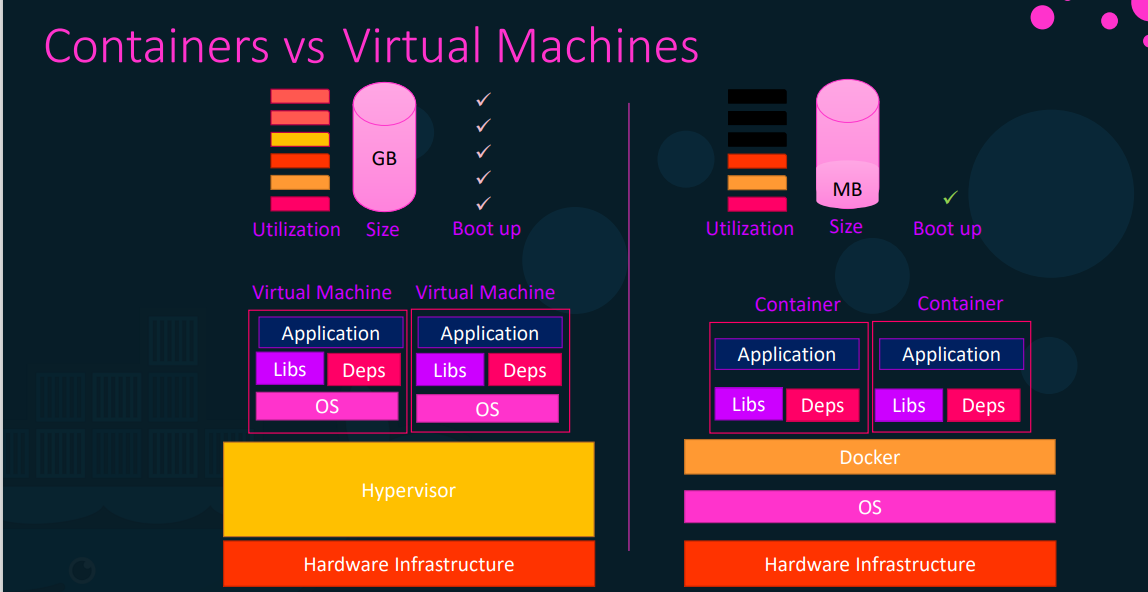 Containers vs Virtual Machines
GB
Utilization
Size
Boot up
MB
Utilization
Size
Boot up
Virtual Machine
Virtual Machine
Application
Application
Libs
Deps
Libs
Deps
OS
OS
Hypervisor
Hardware Infrastructure
Container
Container
Application
Application
Libs
Deps
Libs
Deps
Docker
OS
Hardware Infrastructure